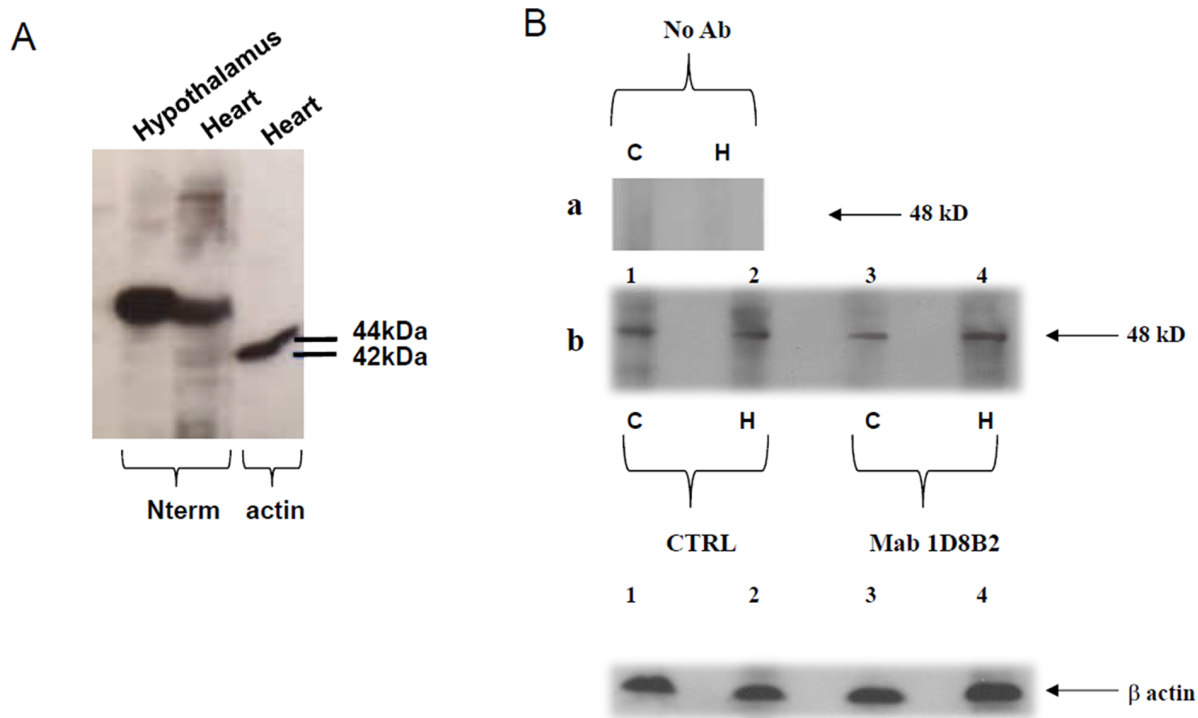 A
Hypothalamus
Heart
Heart
44kDa
42kDa
Nterm
actin
B
No Ab
C H
a
48 kD
1 2 3 4
b
48 kD
C H C H
CTRL Mab 1D8B2
1 2 3 4
β actin